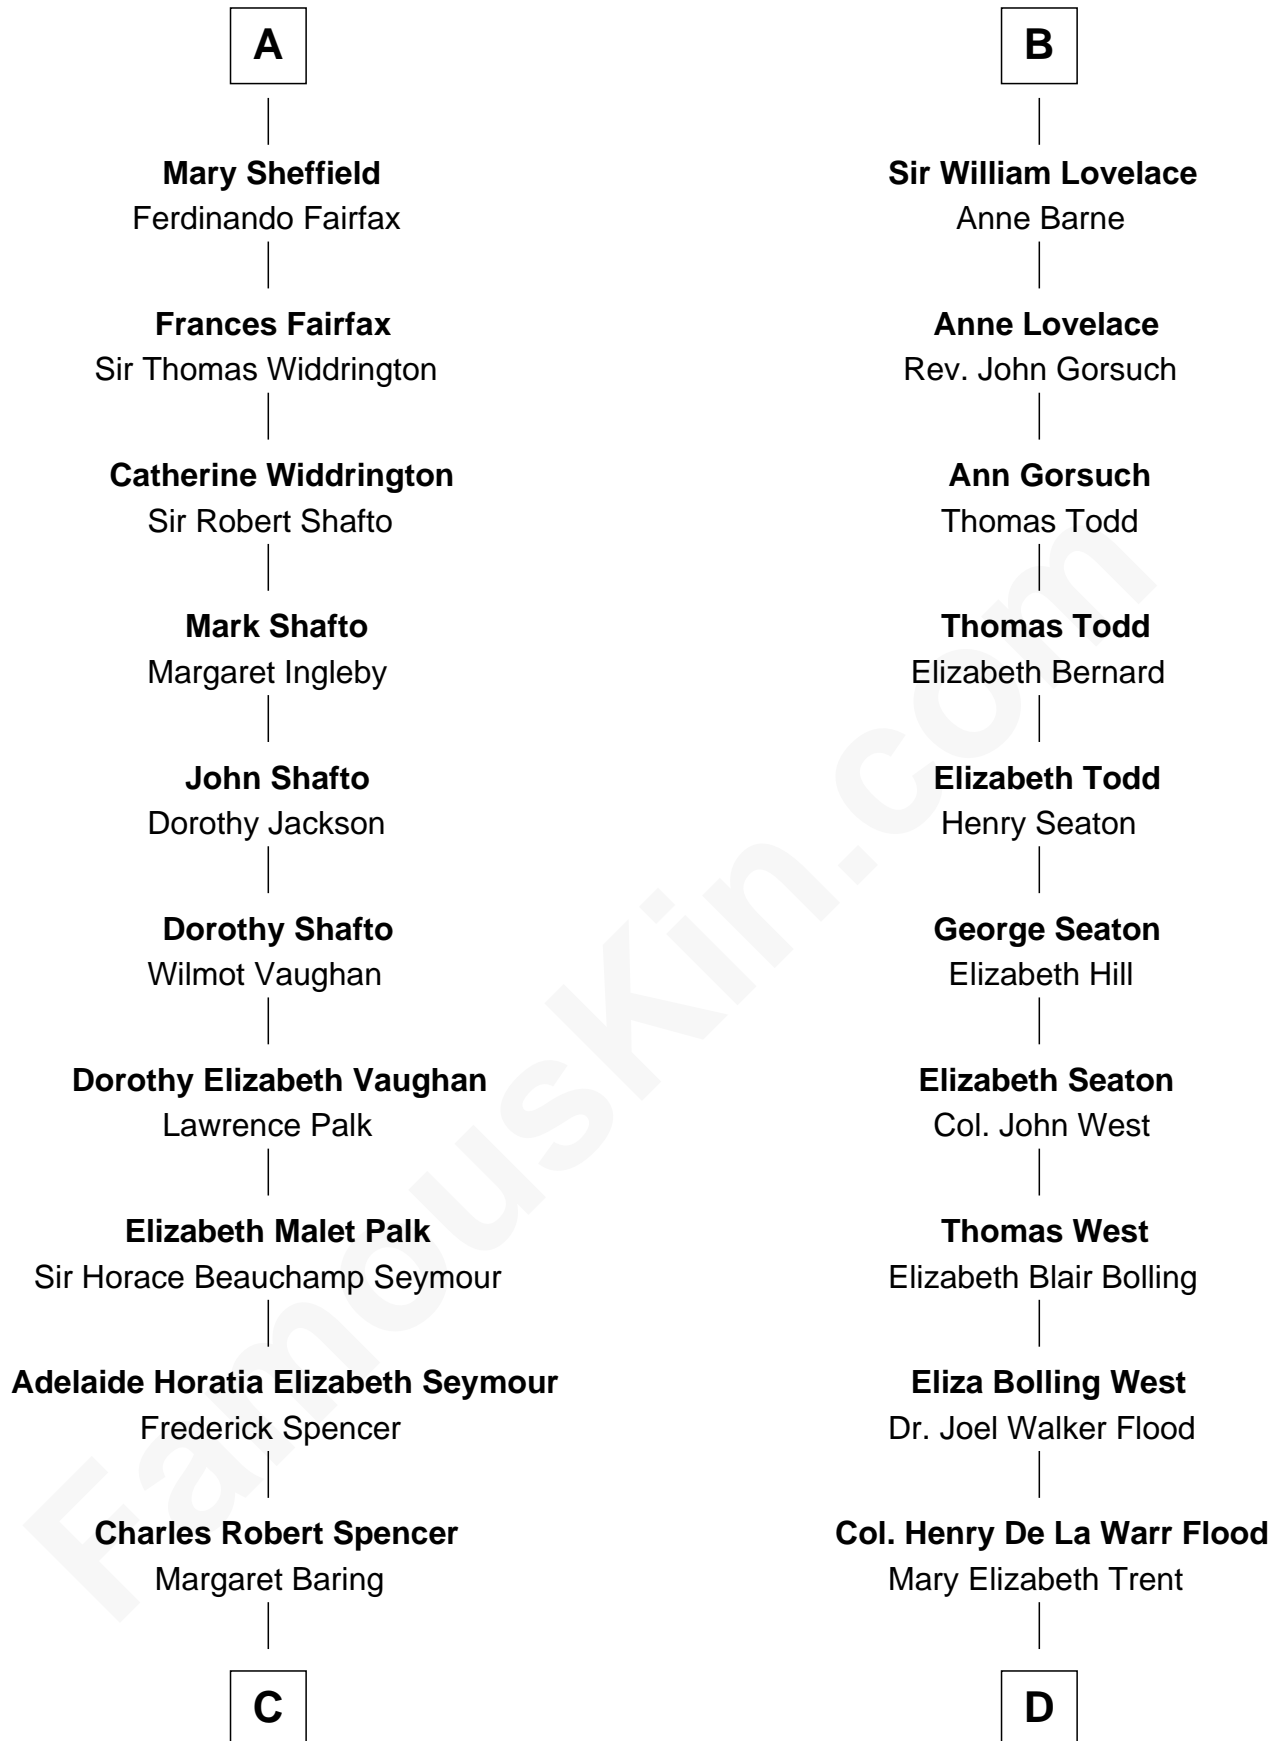 A
Mary Sheffield
Ferdinando Fairfax
Frances Fairfax
Sir Thomas Widdrington
Catherine Widdrington
Sir Robert Shafto
Mark Shafto
Margaret Ingleby
John Shafto
Dorothy Jackson
Dorothy Shafto
Wilmot Vaughan
Dorothy Elizabeth Vaughan
Lawrence Palk
Elizabeth Malet Palk
Sir Horace Beauchamp Seymour
Adelaide Horatia Elizabeth Seymour
Frederick Spencer
Charles Robert Spencer
Margaret Baring
C
B
Sir William Lovelace
Anne Barne
Anne Lovelace
Rev. John Gorsuch
Ann Gorsuch
Thomas Todd
Thomas Todd
Elizabeth Bernard
Elizabeth Todd
Henry Seaton
George Seaton
Elizabeth Hill
Elizabeth Seaton
Col. John West
Thomas West
Elizabeth Blair Bolling
Eliza Bolling West
Dr. Joel Walker Flood
Col. Henry De La Warr Flood
Mary Elizabeth Trent
D
FamousKin.com